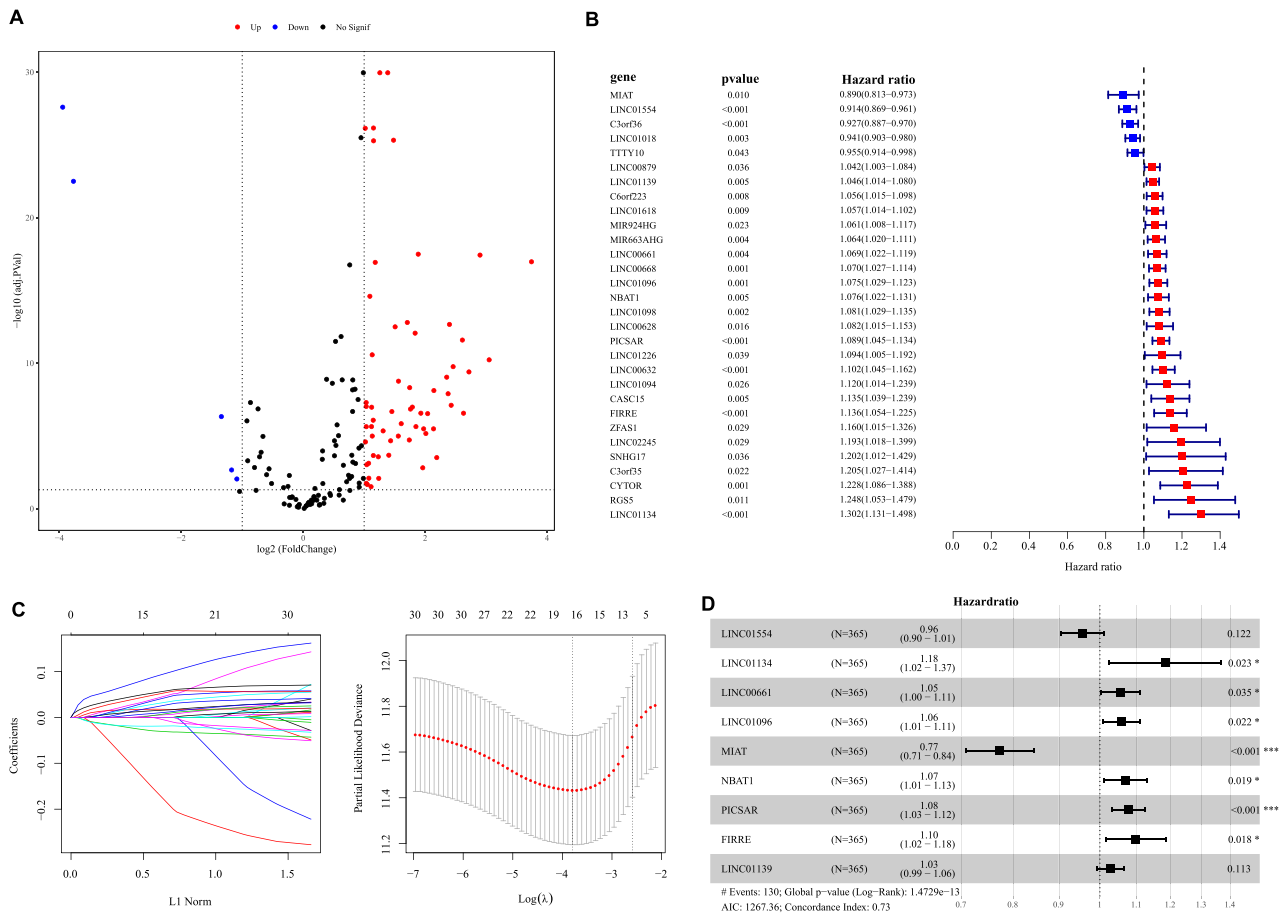 A
Up Down No Signif
30
20
10
0
−log10 (adj.PVal)
−4 −2 0 2 4
log2 (FoldChange)
B
gene pvalue Hazard ratio
MIAT 0.010 0.890(0.813−0.973)
LINC01554 <0.001 0.914(0.869−0.961)
C3orf36 <0.001 0.927(0.887−0.970)
LINC01018 0.003 0.941(0.903−0.980)
TTTY10 0.043 0.955(0.914−0.998)
LINC00879 0.036 1.042(1.003−1.084)
LINC01139 0.005 1.046(1.014−1.080)
C6orf223 0.008 1.056(1.015−1.098)
LINC01618 0.009 1.057(1.014−1.102)
MIR924HG 0.023 1.061(1.008−1.117)
MIR663AHG 0.004 1.064(1.020−1.111)
LINC00661 0.004 1.069(1.022−1.119)
LINC00668 0.001 1.070(1.027−1.114)
LINC01096 0.001 1.075(1.029−1.123)
NBAT1 0.005 1.076(1.022−1.131)
LINC01098 0.002 1.081(1.029−1.135)
LINC00628 0.016 1.082(1.015−1.153)
PICSAR <0.001 1.089(1.045−1.134)
LINC01226 0.039 1.094(1.005−1.192)
LINC00632 <0.001 1.102(1.045−1.162)
LINC01094 0.026 1.120(1.014−1.239)
CASC15 0.005 1.135(1.039−1.239)
FIRRE <0.001 1.136(1.054−1.225)
ZFAS1 0.029 1.160(1.015−1.326)
LINC02245 0.029 1.193(1.018−1.399)
SNHG17 0.036 1.202(1.012−1.429)
C3orf35 0.022 1.205(1.027−1.414)
CYTOR 0.001 1.228(1.086−1.388)
RGS5 0.011 1.248(1.053−1.479)
LINC01134 <0.001 1.302(1.131−1.498)
0.0 0.2 0.4 0.6 0.8 1.0 1.2 1.4
Hazard ratio
C
0 15 21 30
0.1
0.0
−0.1
−0.2
Coefficients
0.0 0.5 1.0 1.5
L1 Norm
30 30 30 27 22 22 19 16 15 13 5
12.0
11.8
11.6
11.4
11.2
Partial Likelihood Deviance
−7 −6 −5 −4 −3 −2
Log(λ)
D
Hazardratio
LINC01554 (N=365) 0.96 0.122
(0.90 − 1.01)
LINC01134 (N=365) 1.18 0.023 *
(1.02 − 1.37)
LINC00661 (N=365) 1.05 0.035 *
(1.00 − 1.11)
LINC01096 (N=365) 1.06 0.022 *
(1.01 − 1.11)
MIAT (N=365) 0.77 <0.001 ***
(0.71 − 0.84)
NBAT1 (N=365) 1.07 0.019 *
(1.01 − 1.13)
PICSAR (N=365) 1.08 <0.001 ***
(1.03 − 1.12)
FIRRE (N=365) 1.10 0.018 *
(1.02 − 1.18)
LINC01139 (N=365) 1.03 0.113
(0.99 − 1.06)
# Events: 130; Global p−value (Log−Rank): 1.4729e−13
AIC: 1267.36; Concordance Index: 0.73
0.7 0.8 0.9 1.0 1.1 1.2 1.3 1.4